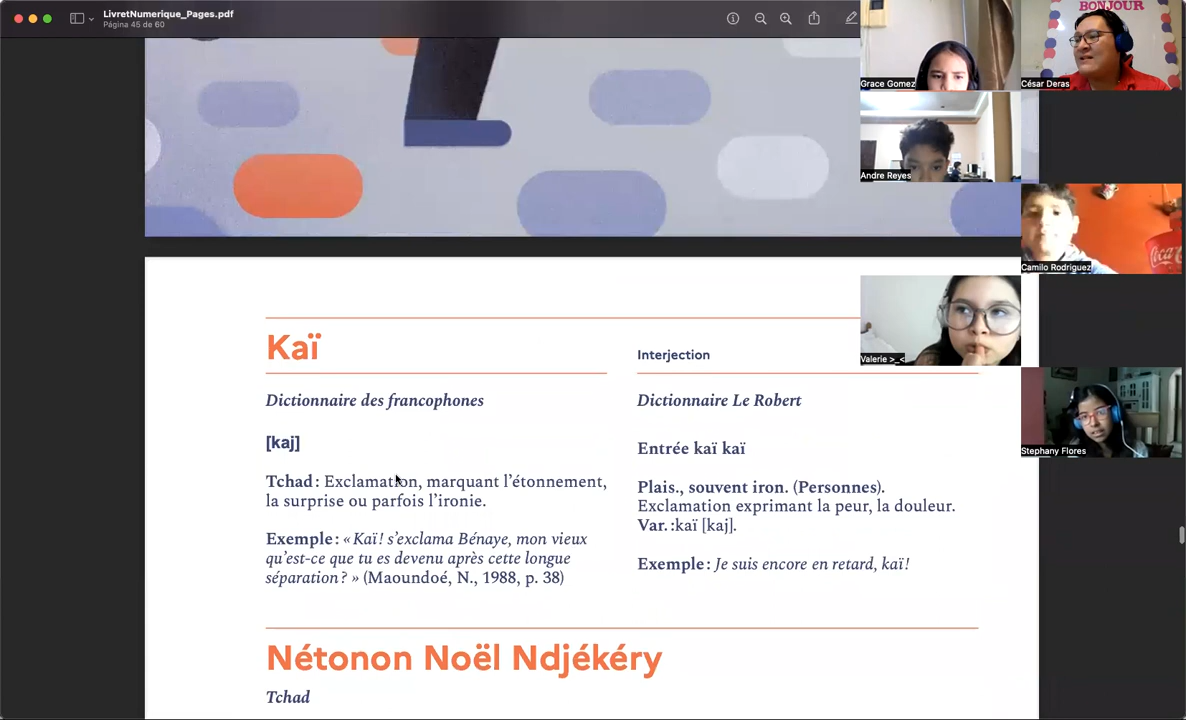 LivretNumerique_Pages.pdf
Página 45 de 60
BONJOUR
Grace Gomez
César Deras
Andre Reyes
Camilo Rodriguez
Coca
Valerie >_<
Stephany Flores
Kaï
Interjection
Dictionnaire des francophones
[kaj]
Tchad : Exclamation, marquant l’étonnement,
la surprise ou parfois l’ironie.
Exemple : « Kaï ! s’exclama Bénaye, mon vieux
qu’est-ce que tu es devenu après cette longue
séparation ? » (Maoundoé, N., 1988, p. 38)
Dictionnaire Le Robert
Entrée kaï kaï
Plais., souvent iron. (Personnes).
Exclamation exprimant la peur, la douleur.
Var. :kaï [kaj].
Exemple : Je suis encore en retard, kaï !
Nétonon Noël Ndjékéry
Tchad